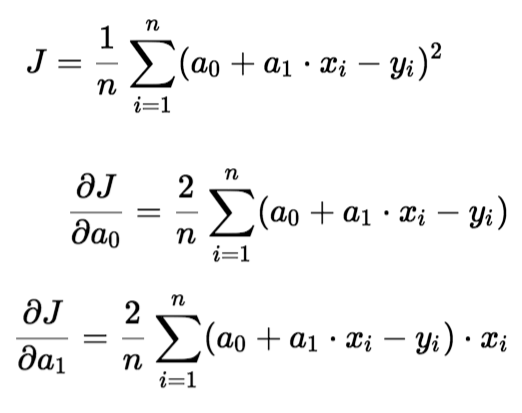 J = \frac{1}{n} \sum_{i=1}^{n} (a_0 + a_1 \cdot x_i - y_i)^2
\frac{\partial J}{\partial a_0} = \frac{2}{n} \sum_{i=1}^{n} (a_0 + a_1 \cdot x_i - y_i)
\frac{\partial J}{\partial a_1} = \frac{2}{n} \sum_{i=1}^{n} (a_0 + a_1 \cdot x_i - y_i) \cdot x_i